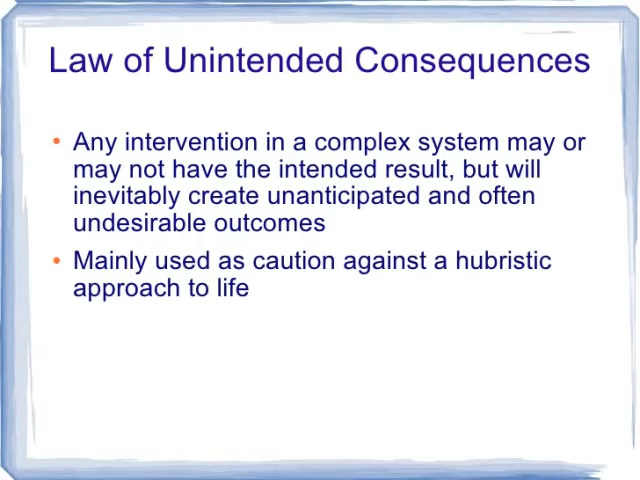 Law of Unintended Consequences
• Any intervention in a complex system may or
may not have the intended result, but will
inevitably create unanticipated and often
undesirable outcomes
• Mainly used as caution against a hubristic
approach to life